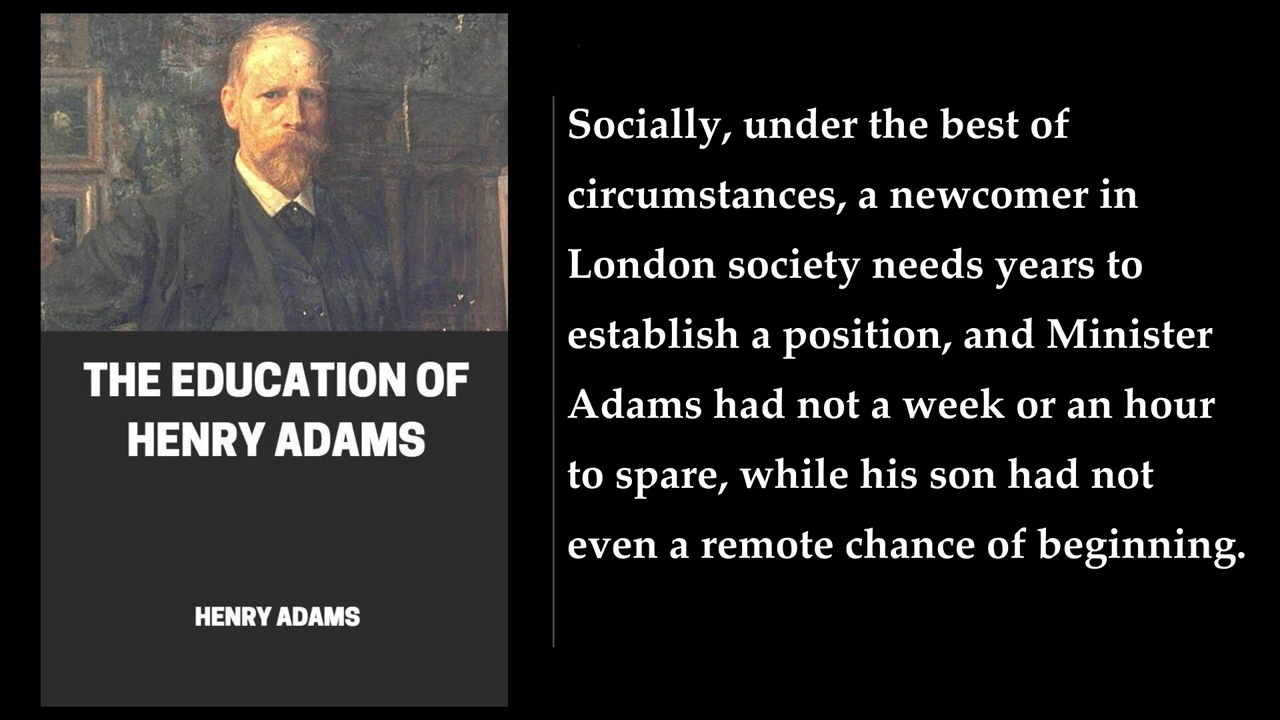 THE EDUCATION OF
HENRY ADAMS
HENRY ADAMS
Socially, under the best of
circumstances, a newcomer in
London society needs years to
establish a position, and Minister
Adams had not a week or an hour
to spare, while his son had not
even a remote chance of beginning.